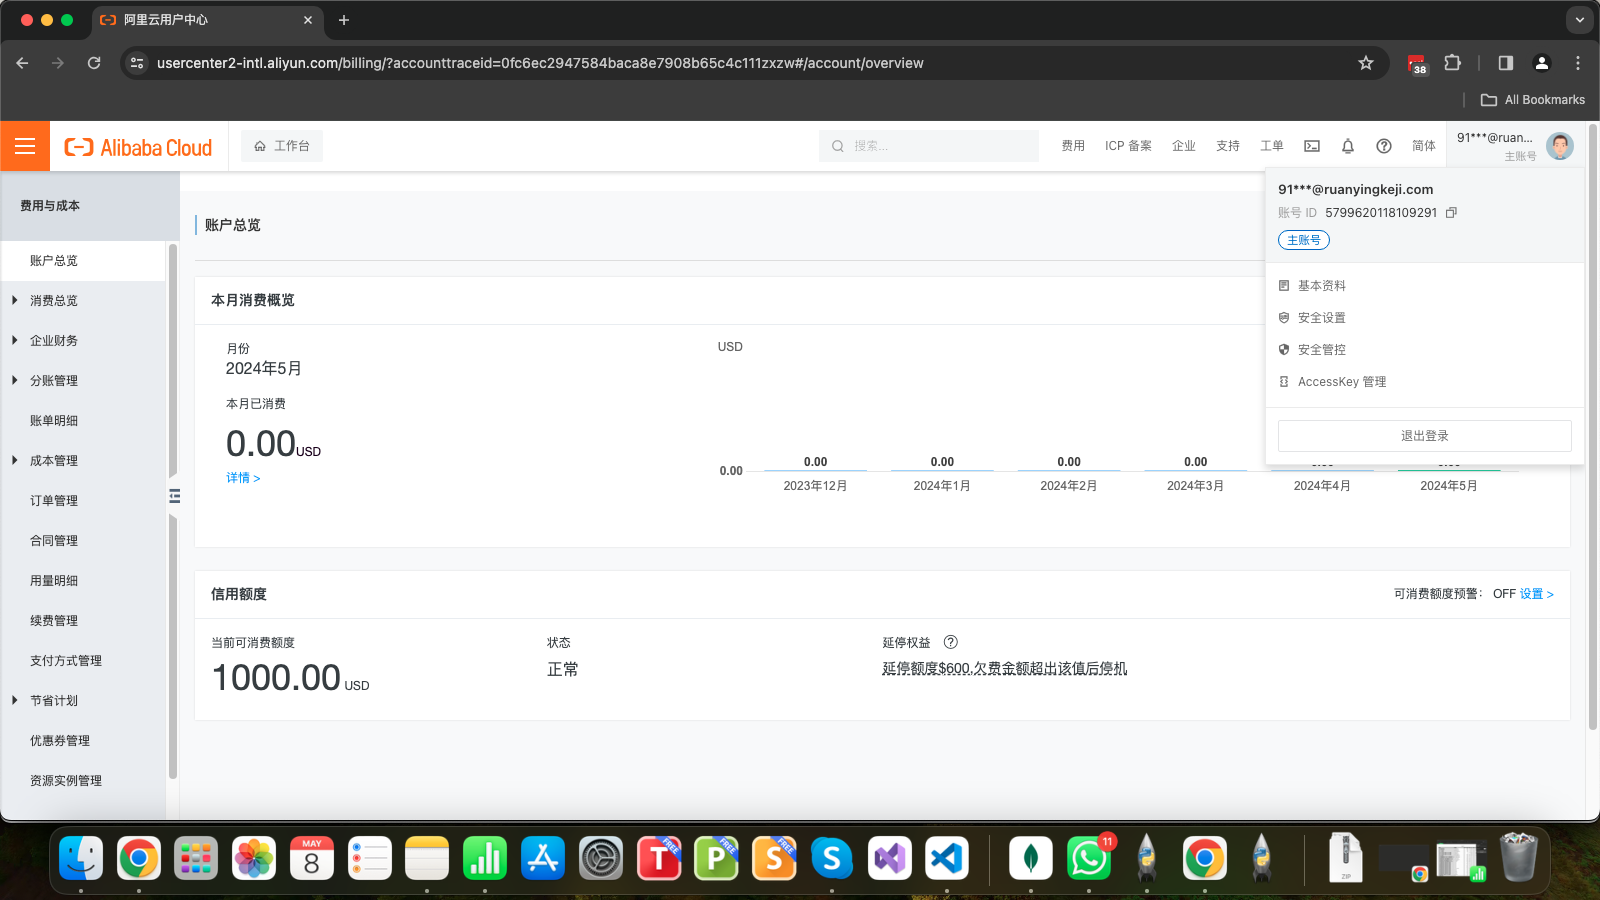 阿里云用户中心
usercenter2-intl.aliyun.com/billing/?accounttraceid=0fc6ec2947584baca8e7908b65c4c111zxzw#/account/overview
38
All Bookmarks
Alibaba Cloud
工作台
搜索...
费用
ICP 备案
企业
支持
工单
简体
91***@ruan...
主账号
91***@ruanyingkeji.com
账号 ID 5799620118109291
主账号
基本资料
安全设置
安全管控
AccessKey 管理
退出登录
费用与成本
账户总览
消费总览
企业财务
分账管理
账单明细
成本管理
订单管理
合同管理
用量明细
续费管理
支付方式管理
节省计划
优惠券管理
资源实例管理
账户总览
本月消费概览
月份
2024年5月
本月已消费
0.00USD
详情 >
USD
0.00
0.00
0.00
0.00
0.00
2023年12月
2024年1月
2024年2月
2024年3月
2024年4月
2024年5月
信用额度
可消费额度预警： OFF 设置 >
当前可消费额度
1000.00 USD
状态
正常
延停权益
延停额度$600,欠费金额超出该值后停机
MAY
8
T FREE
P FREE
S FREE
11
ZIP